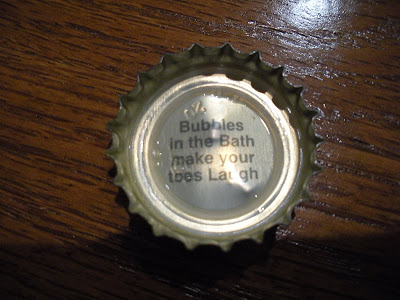 Bubbles
in the Bath
make your
toes Laugh